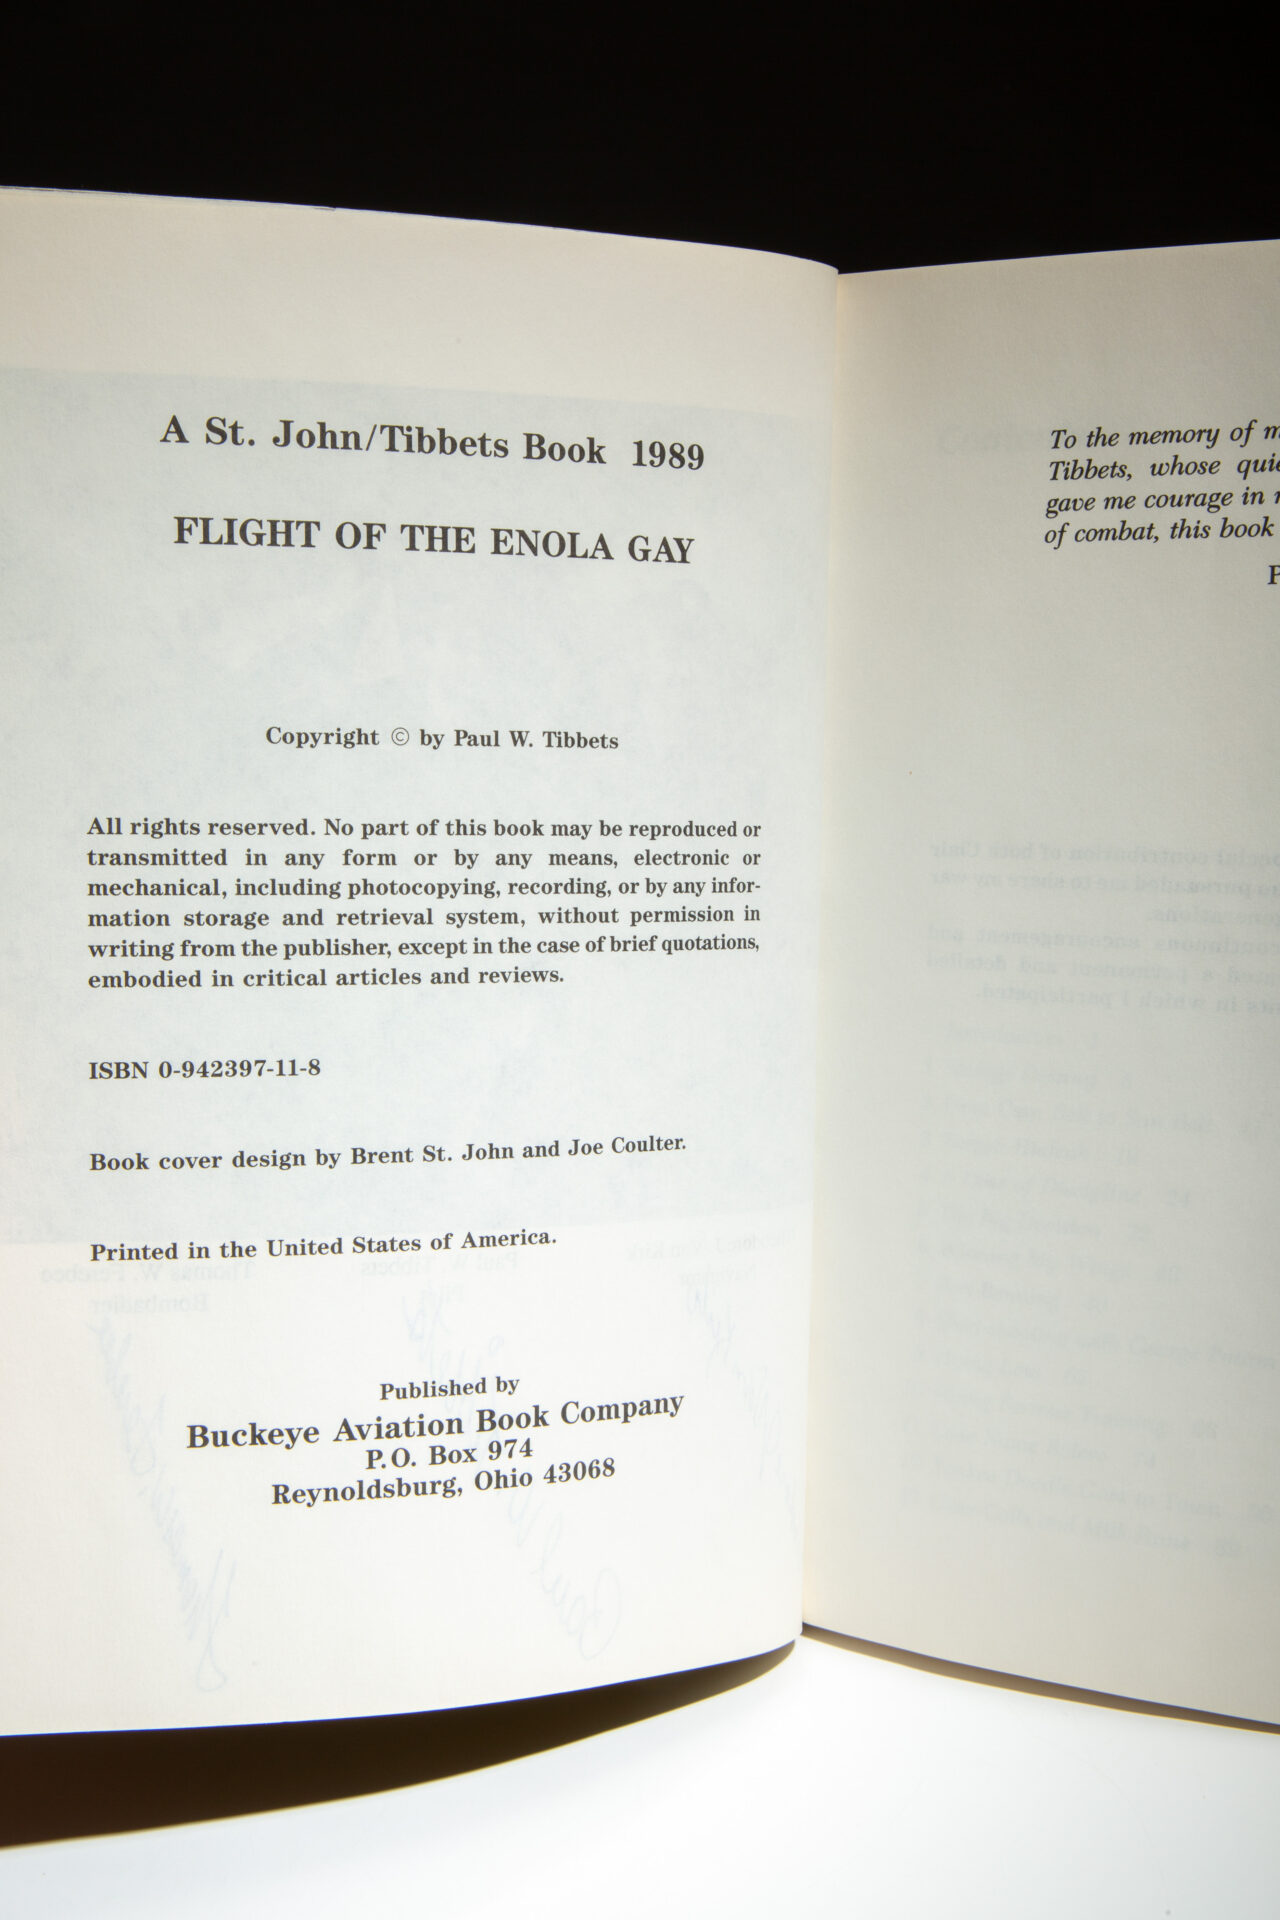 A St. John/Tibbets Book 1989
FLIGHT OF THE ENOLA GAY
Copyright © by Paul W. Tibbets
All rights reserved. No part of this book may be reproduced or
transmitted in any form or by any means, electronic or
mechanical, including photocopying, recording, or by any infor-
mation storage and retrieval system, without permission in
writing from the publisher, except in the case of brief quotations,
embodied in critical articles and reviews.
ISBN 0-942397-11-8
Book cover design by Brent St. John and Joe Coulter.
Printed in the United States of America.
Published by
Buckeye Aviation Book Company
P.O. Box 974
Reynoldsburg, Ohio 43068
To the memory of
Tibbets, whose
gave me courage in
of combat, this book